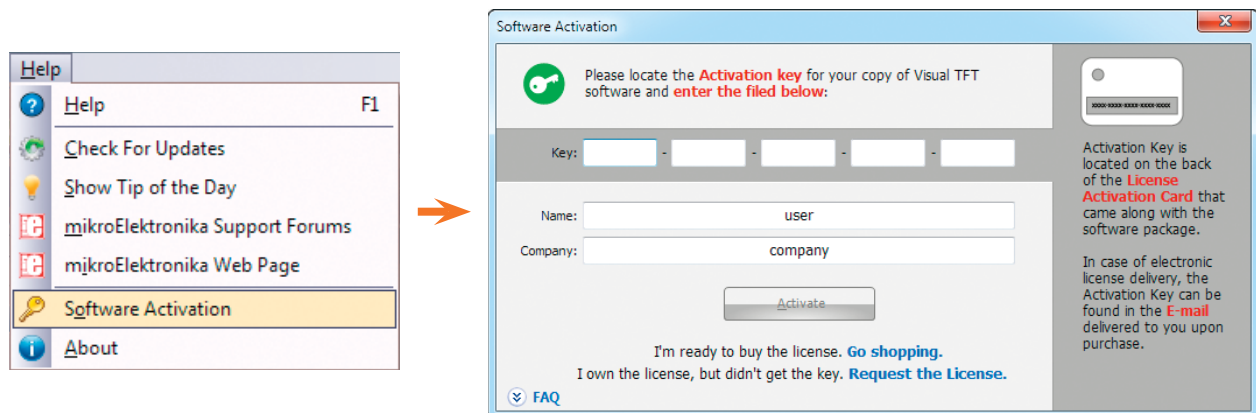 Help
Help F1
Check For Updates
Show Tip of the Day
mikroElektronika Support Forums
mikroElektronika Web Page
Software Activation
About
Software Activation
Please locate the Activation key for your copy of Visual TFT
software and enter the filed below:
Key: - - - -
Name: user
Company: company
Activate
I'm ready to buy the license. Go shopping.
I own the license, but didn't get the key. Request the License.
FAQ
xxxx-xxxx-xxxx-xxxx-xxxx
Activation Key is
located on the back
of the License
Activation Card that
came along with the
software package.
In case of electronic
license delivery, the
Activation Key can be
found in the E-mail
delivered to you upon
purchase.